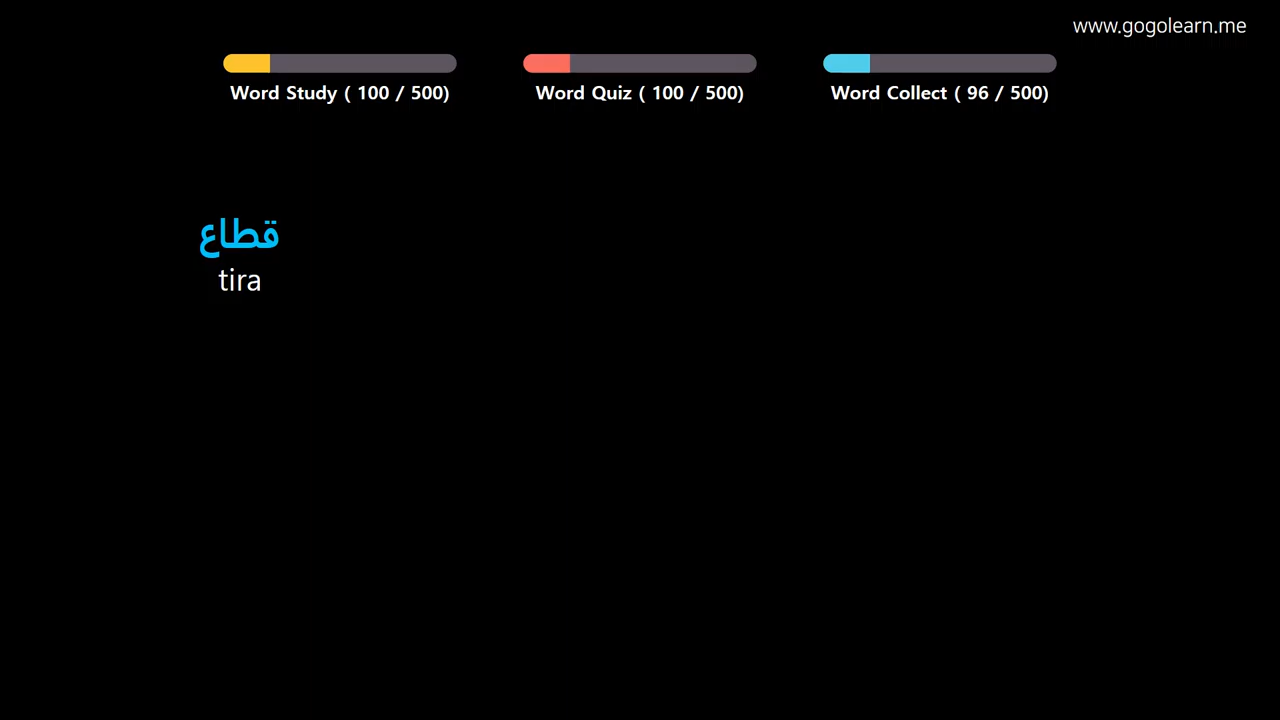 www.gogolearn.me
Word Study ( 100 / 500)
Word Quiz ( 100 / 500)
Word Collect ( 96 / 500)
قطاع
tira